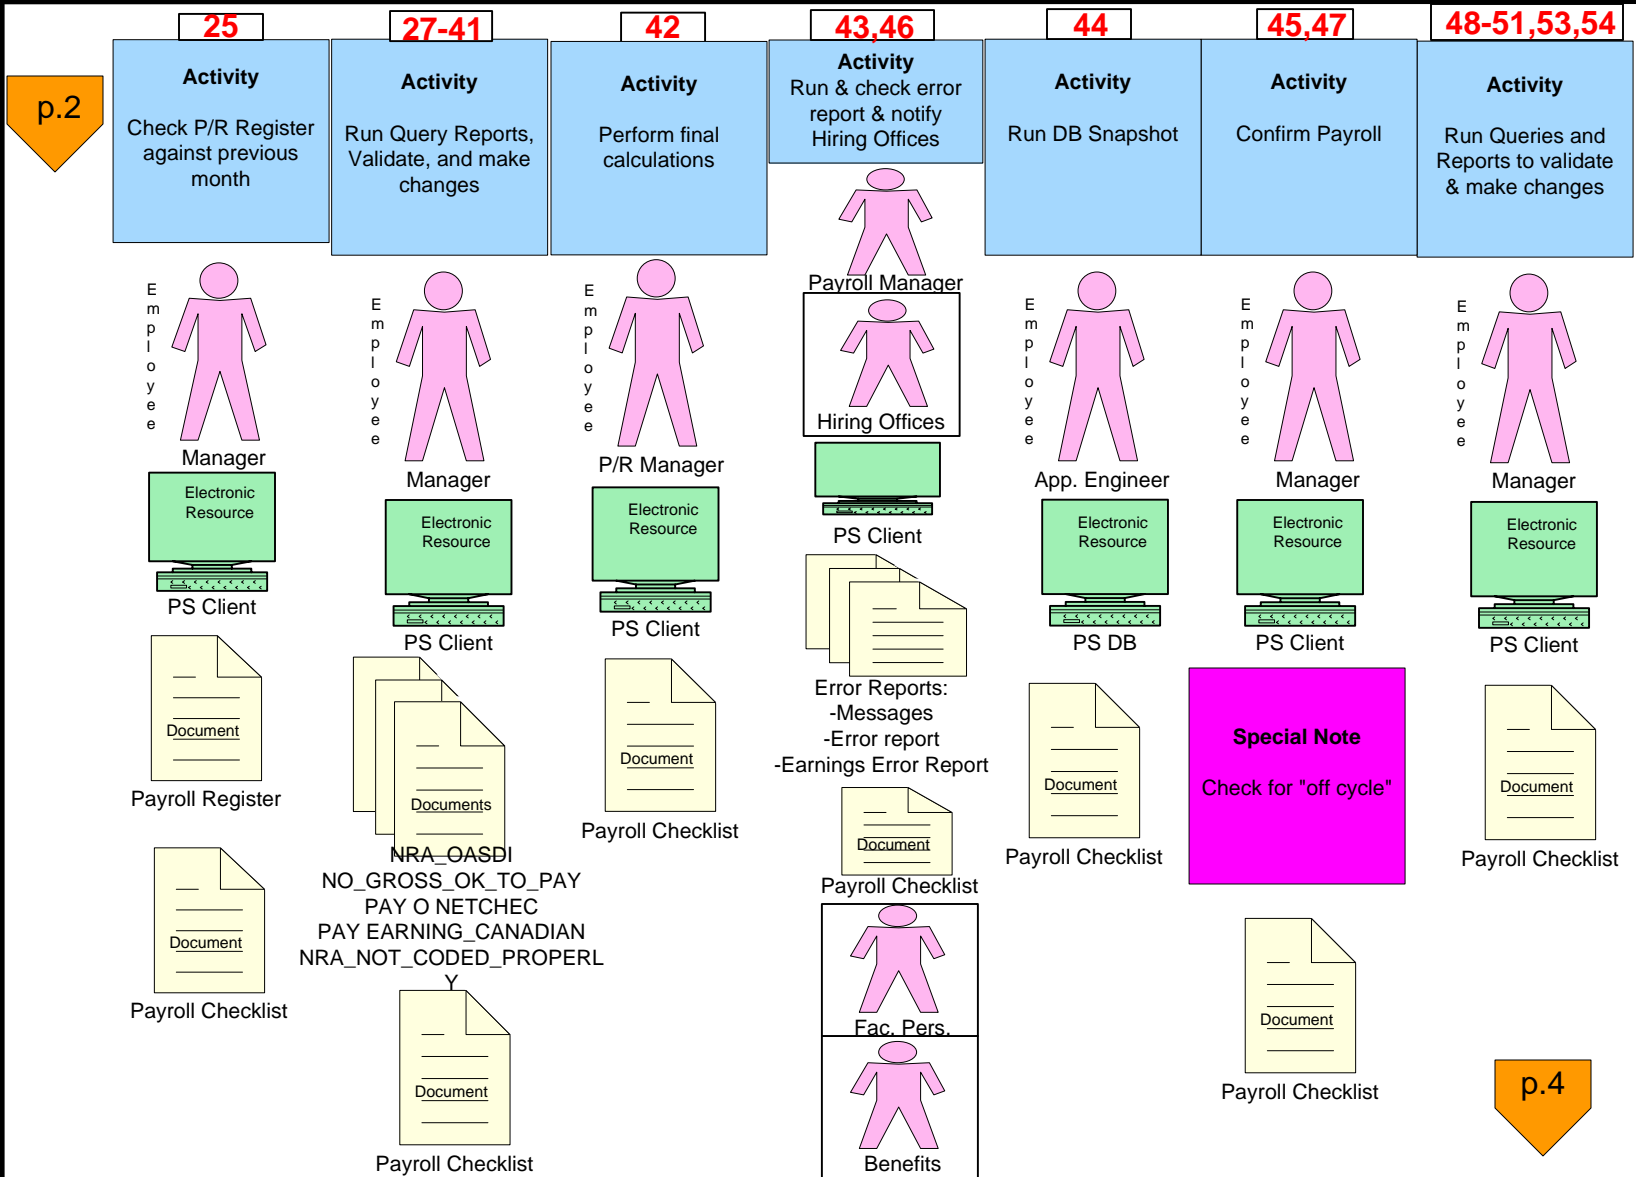 p.2
25
Activity
Check P/R Register
against previous
month
Employee
Manager
Electronic
Resource
PS Client
Document
Payroll Register
Document
Payroll Checklist
27-41
Activity
Run Query Reports,
Validate, and make
changes
Employee
Manager
Electronic
Resource
PS Client
Documents
NRA_OASDI
NO_GROSS_OK_TO_PAY
PAY O NETCHEC
PAY EARNING_CANADIAN
NRA_NOT_CODED_PROPERL
Y
Document
Payroll Checklist
42
Activity
Perform final
calculations
Employee
P/R Manager
Electronic
Resource
PS Client
Document
Payroll Checklist
43,46
Activity
Run & check error
report & notify
Hiring Offices
Payroll Manager
Hiring Offices
PS Client
Error Reports:
-Messages
-Error report
-Earnings Error Report
Document
Payroll Checklist
Fac. Pers.
Benefits
44
Activity
Run DB Snapshot
Employee
App. Engineer
Electronic
Resource
PS DB
Document
Payroll Checklist
45,47
Activity
Confirm Payroll
Employee
Manager
Electronic
Resource
PS Client
Special Note
Check for "off cycle"
Document
Payroll Checklist
48-51,53,54
Activity
Run Queries and
Reports to validate
& make changes
Employee
Manager
Electronic
Resource
PS Client
Document
Payroll Checklist
p.4